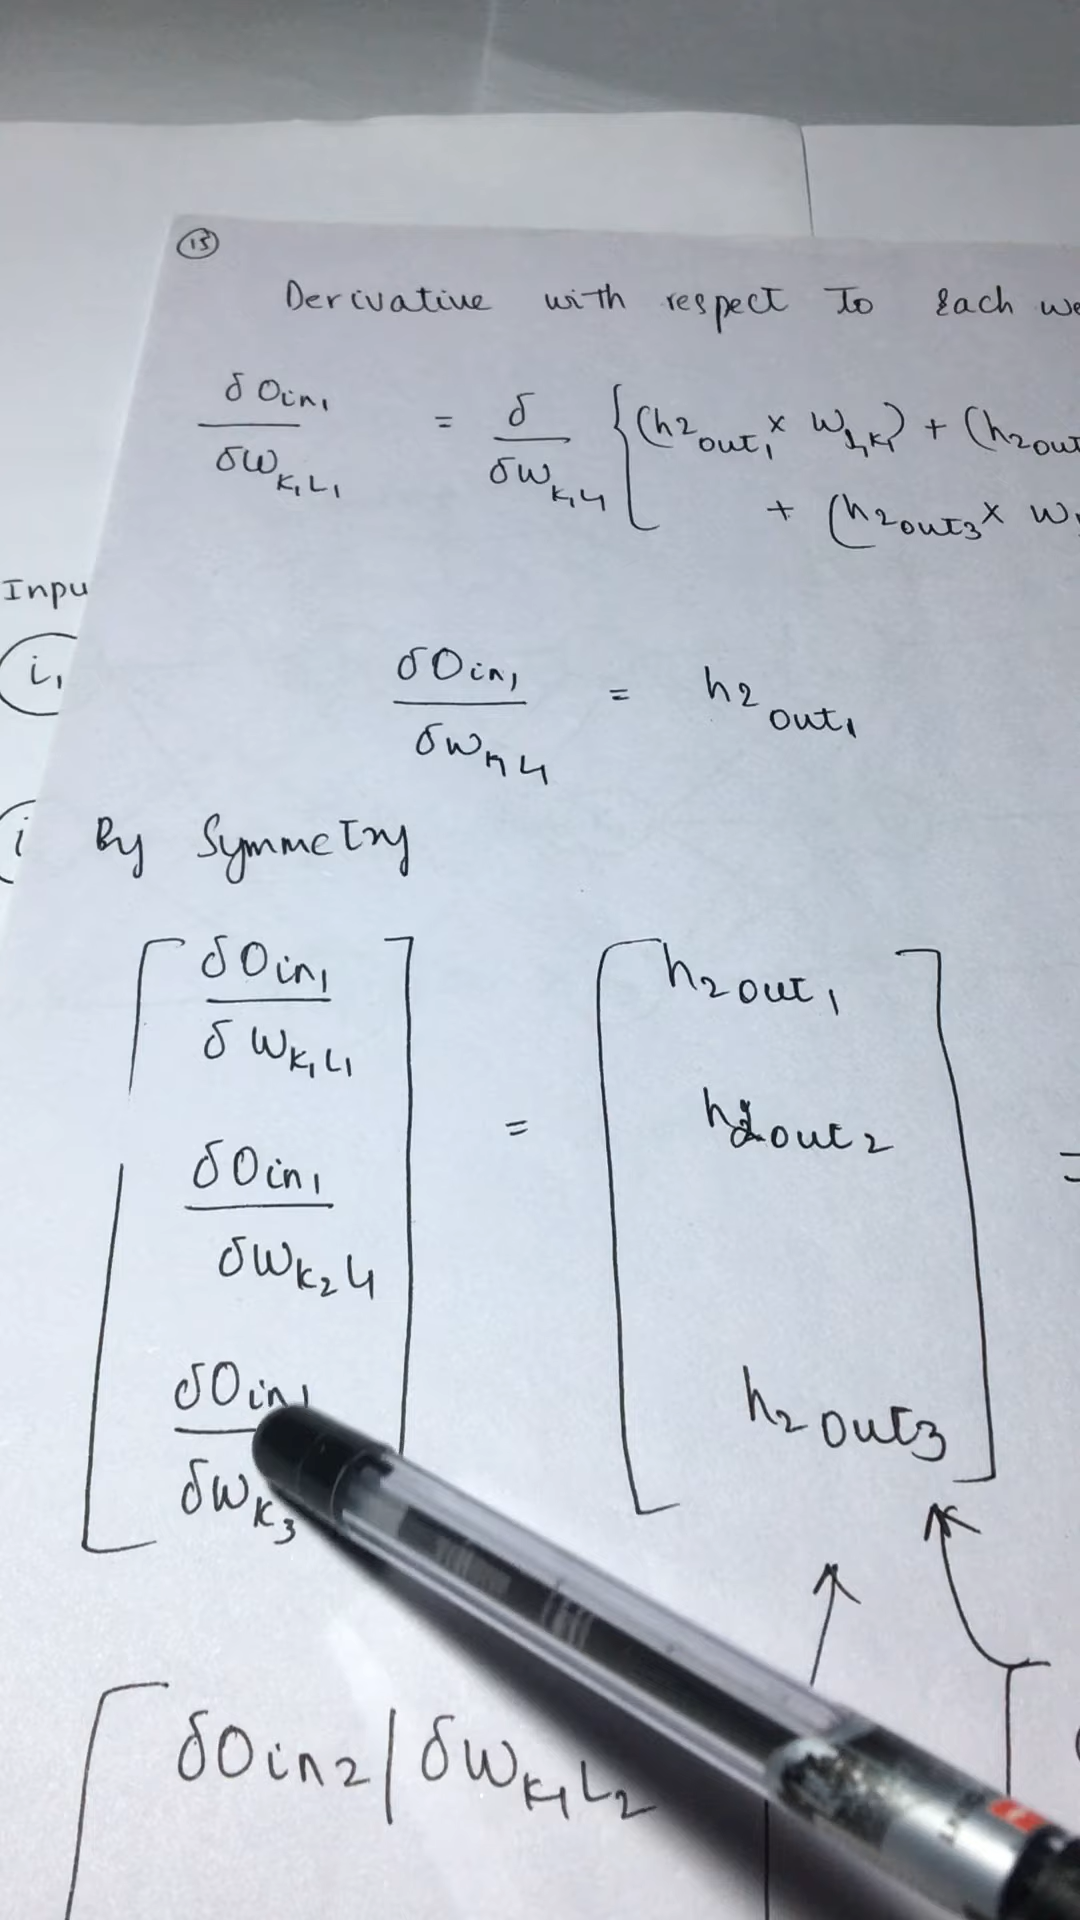 15
Derivative with respect To Each we
δOin1 / δWK1L1 = δ / δWK1L1 { (h2out1 × WL1K1) + (h2out
+ (h2out3 × W
Inpu
i1
δOin1 / δWK1L1 = h2out1
i
By Symmetry
[ δOin1 / δWK1L1 ] = [ h2out1 ]
[ δOin1 / δWK2L1 ] [ h2out2 ] =
[ δOin1 / δWK3 ] [ h2out3 ]
[ δOin2 | δWK1L2